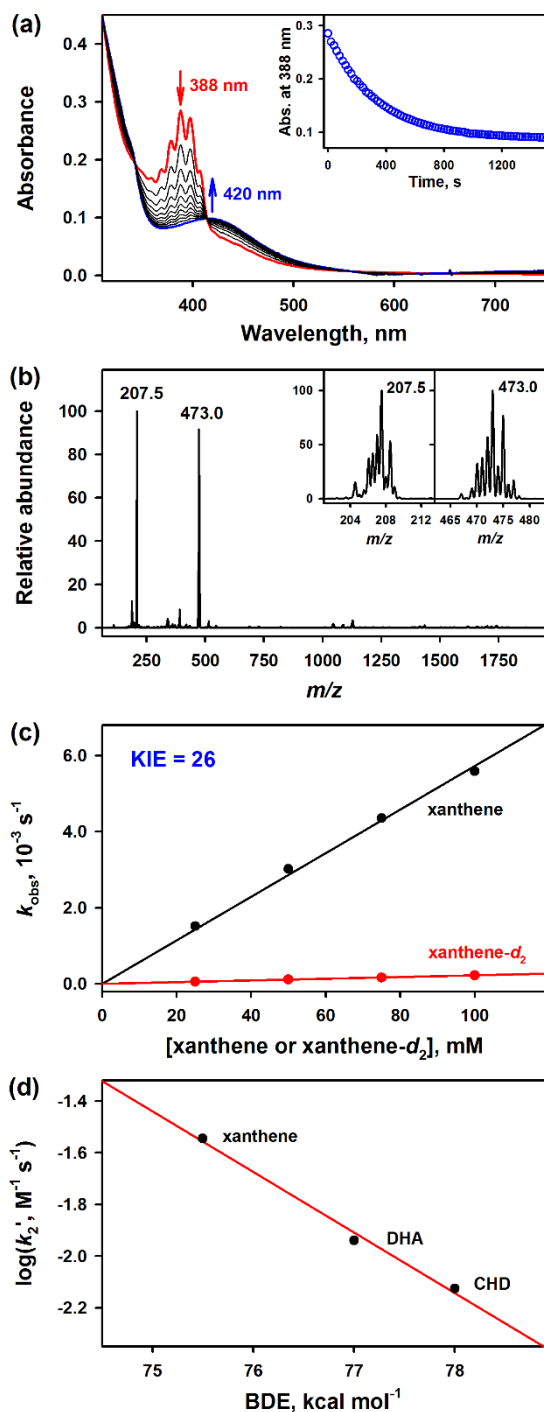 (a)
0.4
0.3
0.2
0.1
0.0
Absorbance
388 nm
420 nm
400
500
600
700
Wavelength, nm
Abs. at 388 nm
0.3
0.2
0.1
0
400
800
1200
Time, s
(b)
100
80
60
40
20
0
Relative abundance
207.5
473.0
250
500
750
1000
1250
1500
1750
m/z
100
50
0
207.5
204
208
212
m/z
473.0
465
470
475
480
m/z
(c)
KIE = 26
6.0
4.0
2.0
0.0
kobs, 10⁻³ s⁻¹
xanthene
xanthene-d₂
0
20
40
60
80
100
[xanthene or xanthene-d₂], mM
(d)
-1.4
-1.6
-1.8
-2.0
-2.2
log(k₂', M⁻¹ s⁻¹)
xanthene
DHA
CHD
75
76
77
78
BDE, kcal mol⁻¹